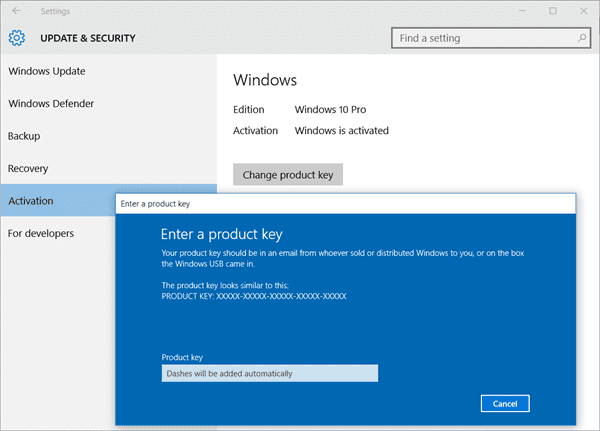 Settings
UPDATE & SECURITY
Find a setting
Windows Update
Windows Defender
Backup
Recovery
Activation
For developers
Windows
Edition Windows 10 Pro
Activation Windows is activated
Change product key
Enter a product key
Enter a product key
Your product key should be in an email from whoever sold or distributed Windows to you, or on the box
the Windows USB came in.
The product key looks similar to this:
PRODUCT KEY: XXXXX-XXXXX-XXXXX-XXXXX-XXXXX
Product key
Dashes will be added automatically
Cancel